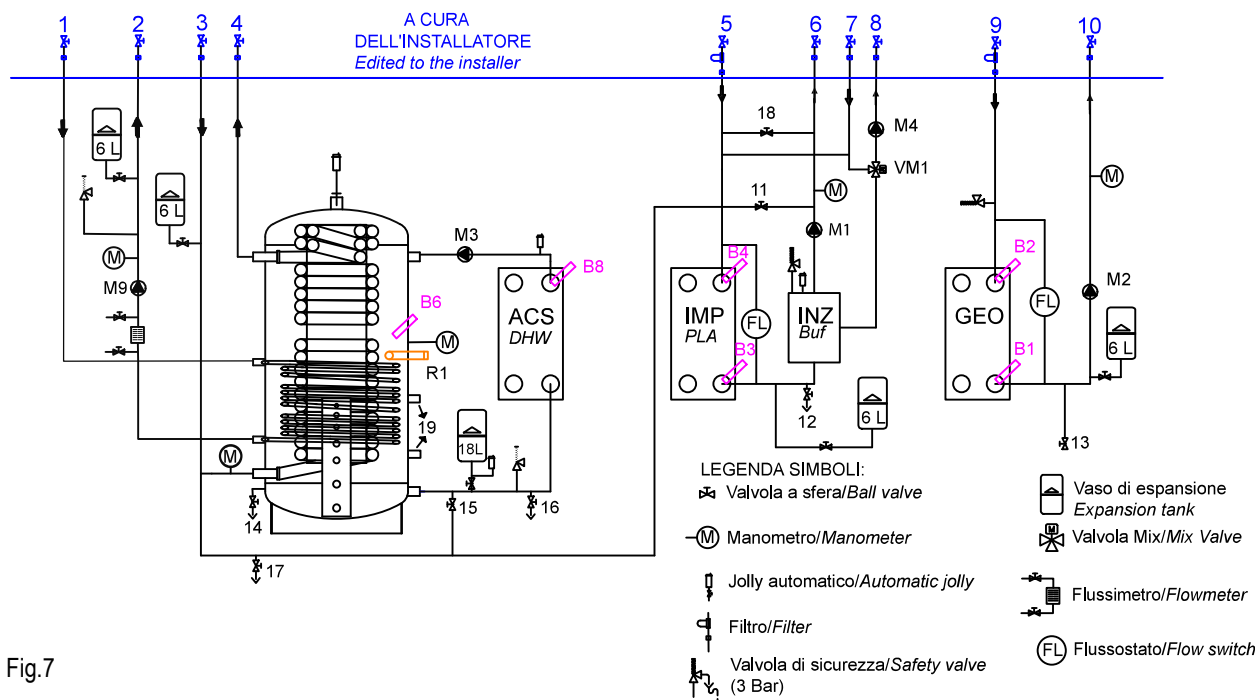 1
2
3
4
A CURA
DELL'INSTALLATORE
Edited to the installer
5
6
7
8
9
10
6 L
6 L
M
M9
M3
B8
B6
ACS
DHW
M
R1
19
18L
M
14
15
16
17
18
M4
VM1
11
M
M1
B4
IMP
PLA
FL
INZ
Buf
B3
12
6 L
M
B2
M2
FL
GEO
B1
6 L
13
LEGENDA SIMBOLI:
Valvola a sfera/Ball valve
M
Manometro/Manometer
Jolly automatico/Automatic jolly
Filtro/Filter
Valvola di sicurezza/Safety valve
(3 Bar)
Vaso di espansione
Expansion tank
M
Valvola Mix/Mix Valve
Flussimetro/Flowmeter
FL
Flussostato/Flow switch
Fig.7